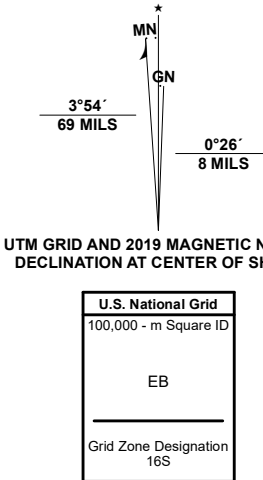 MN
GN
3°54´
69 MILS
0°26´
8 MILS
UTM GRID AND 2019 MAGNETIC N
DECLINATION AT CENTER OF SH
U.S. National Grid
100,000 - m Square ID
EB
Grid Zone Designation
16S